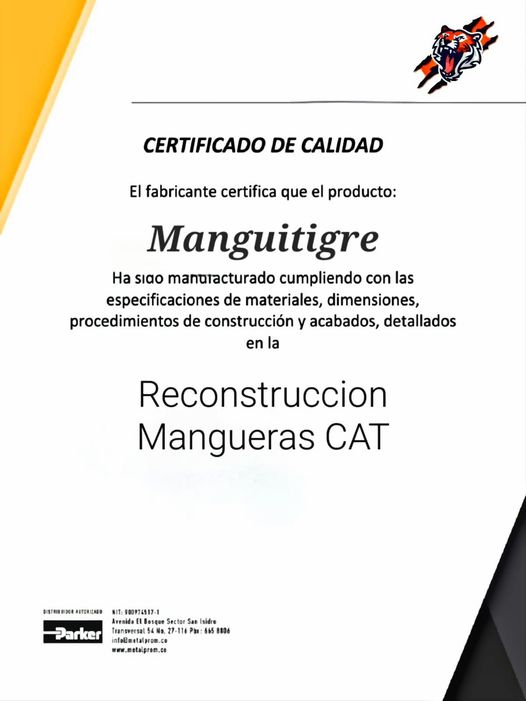 CERTIFICADO DE CALIDAD
El fabricante certifica que el producto:
Manguitigre
Ha sido manufacturado cumpliendo con las
especificaciones de materiales, dimensiones,
procedimientos de construcción y acabados, detallados
en la
Reconstruccion
Mangueras CAT
DISTRIBUIDOR AUTORIZADO
Parker
NIT: 900974517-1
Avenida El Bosque Sector San Isidro
Transversal 54 No. 27-116 Pbx: 665 8806
info@metalprom.co
www.metalprom.co